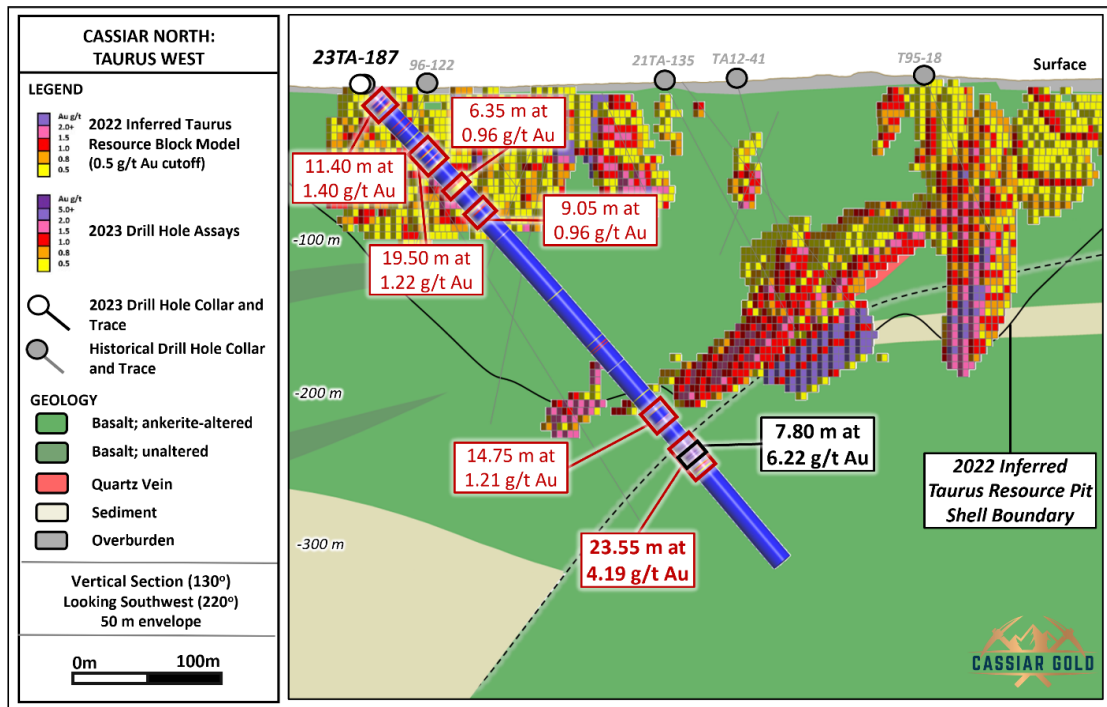 CASSIAR NORTH:
TAURUS WEST
LEGEND
Au g/t
2.0+
1.5
1.0
0.8
0.5
2022 Inferred Taurus
Resource Block Model
(0.5 g/t Au cutoff)
Au g/t
5.0+
2.0
1.5
1.0
0.8
0.5
2023 Drill Hole Assays
2023 Drill Hole Collar and
Trace
Historical Drill Hole Collar
and Trace
GEOLOGY
Basalt; ankerite-altered
Basalt; unaltered
Quartz Vein
Sediment
Overburden
Vertical Section (130º)
Looking Southwest (220º)
50 m envelope
0m 100m
23TA-187
96-122
21TA-135
TA12-41
T95-18
Surface
6.35 m at
0.96 g/t Au
11.40 m at
1.40 g/t Au
9.05 m at
0.96 g/t Au
19.50 m at
1.22 g/t Au
-100 m
-200 m
-300 m
14.75 m at
1.21 g/t Au
7.80 m at
6.22 g/t Au
23.55 m at
4.19 g/t Au
2022 Inferred
Taurus Resource Pit
Shell Boundary
CASSIAR GOLD